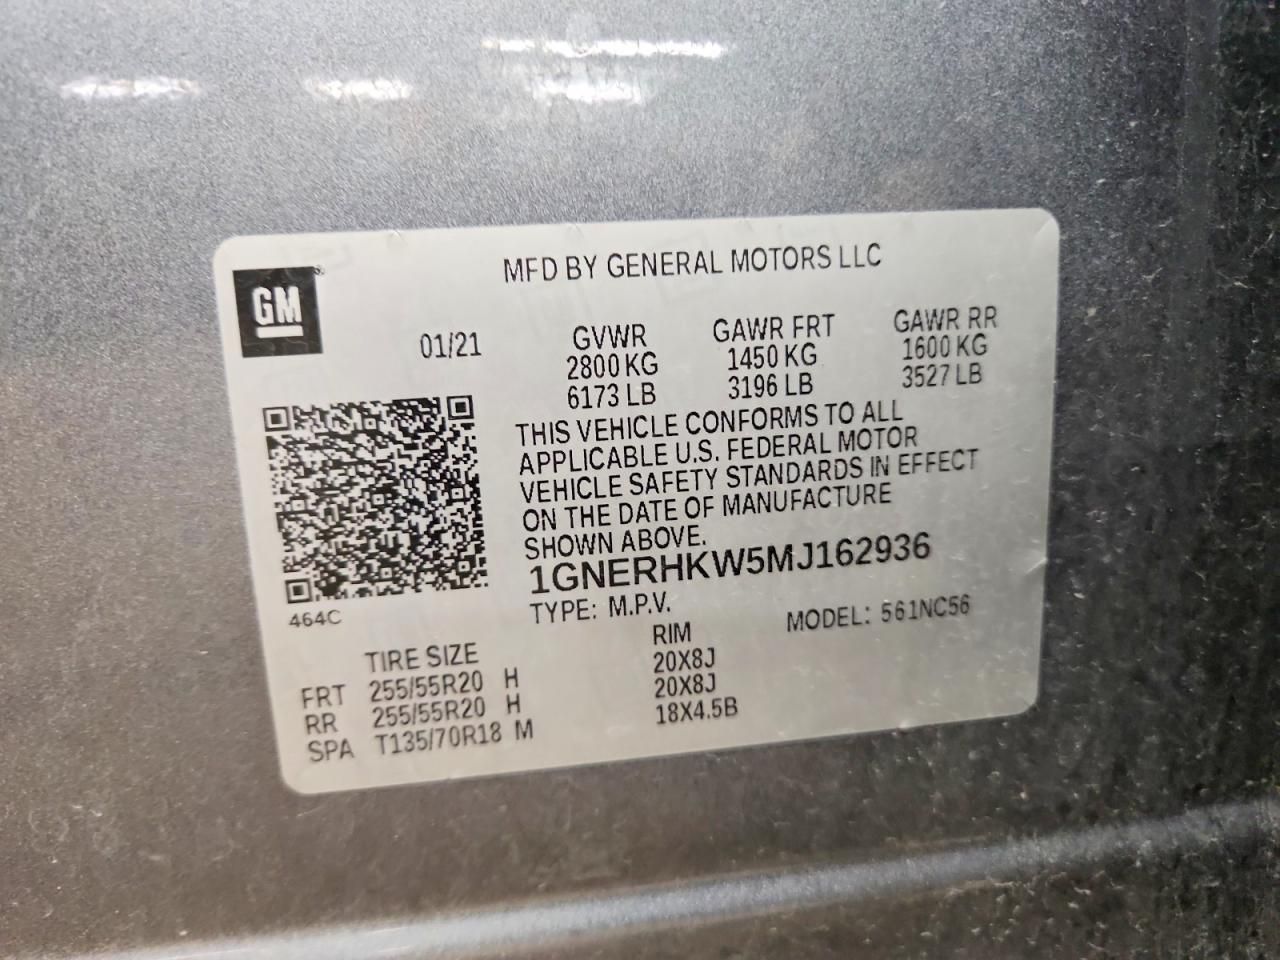 MFD BY GENERAL MOTORS LLC
GM ®
01/21 GVWR GAWR FRT GAWR RR
2800 KG 1450 KG 1600 KG
6173 LB 3196 LB 3527 LB
THIS VEHICLE CONFORMS TO ALL
APPLICABLE U.S. FEDERAL MOTOR
VEHICLE SAFETY STANDARDS IN EFFECT
ON THE DATE OF MANUFACTURE
SHOWN ABOVE.
1GNERHKW5MJ162936
464C
TYPE: M.P.V. MODEL: 561NC56
TIRE SIZE RIM
FRT 255/55R20 H 20X8J
RR 255/55R20 H 20X8J
SPA T135/70R18 M 18X4.5B